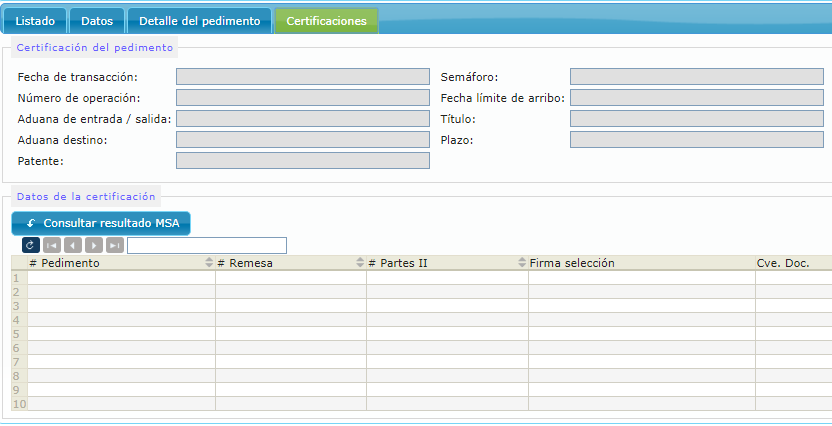 Listado Datos Detalle del pedimento Certificaciones
Certificación del pedimento
Fecha de transacción: Semáforo:
Número de operación: Fecha límite de arribo:
Aduana de entrada / salida: Título:
Aduana destino: Plazo:
Patente:
Datos de la certificación
Consultar resultado MSA
# Pedimento # Remesa # Partes II Firma selección Cve. Doc.
1
2
3
4
5
6
7
8
9
10